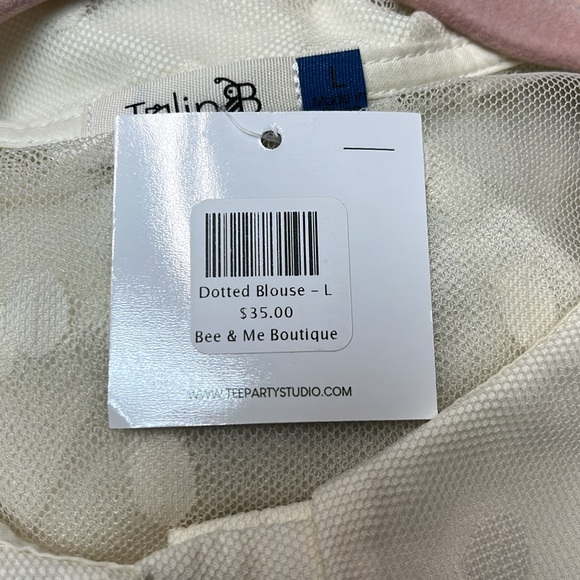 L
Dotted Blouse – L
$35.00
Bee & Me Boutique
WWW.TEEPARTYSTUDIO.COM